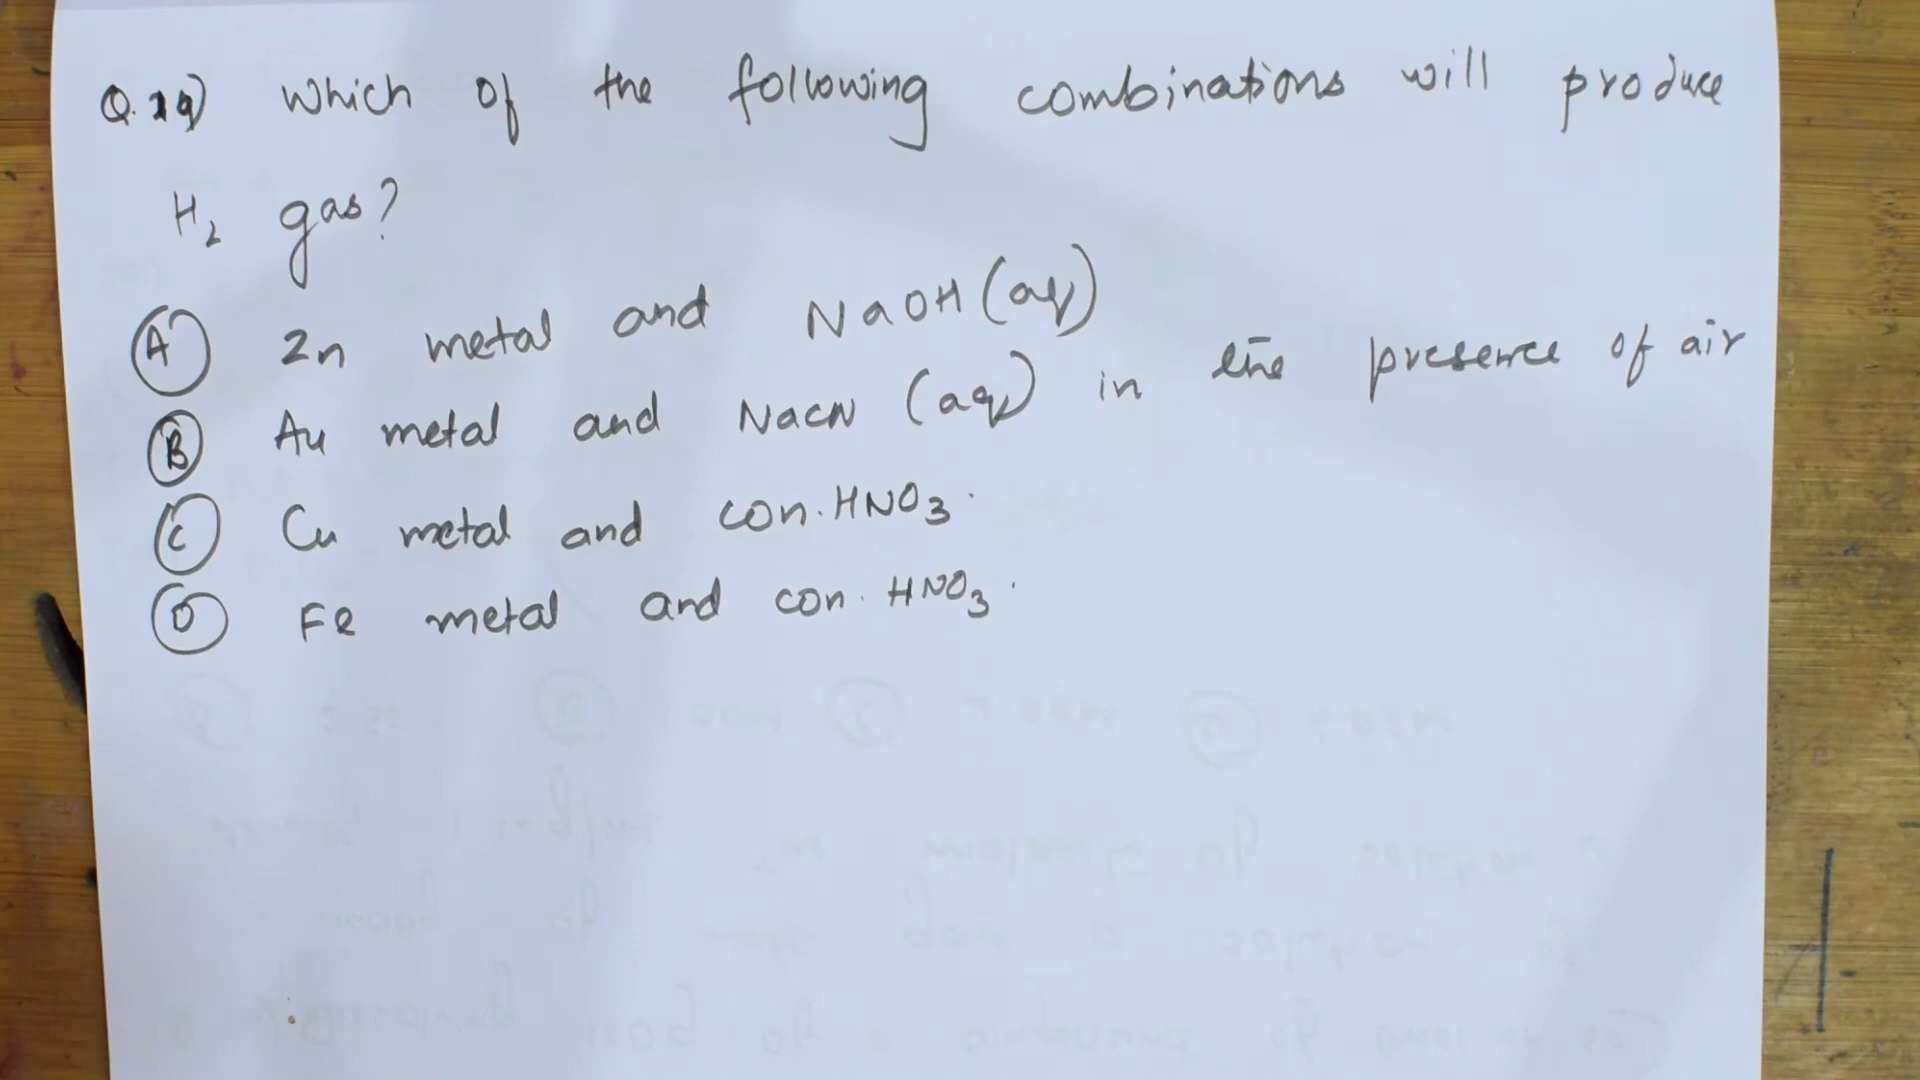 Q.19) Which of the following combinations will produce
H₂ gas?
(A) Zn metal and NaOH (aq)
(B) Au metal and NaCN (aq) in the presence of air
(C) Cu metal and con. HNO₃.
(D) Fe metal and con. HNO₃.